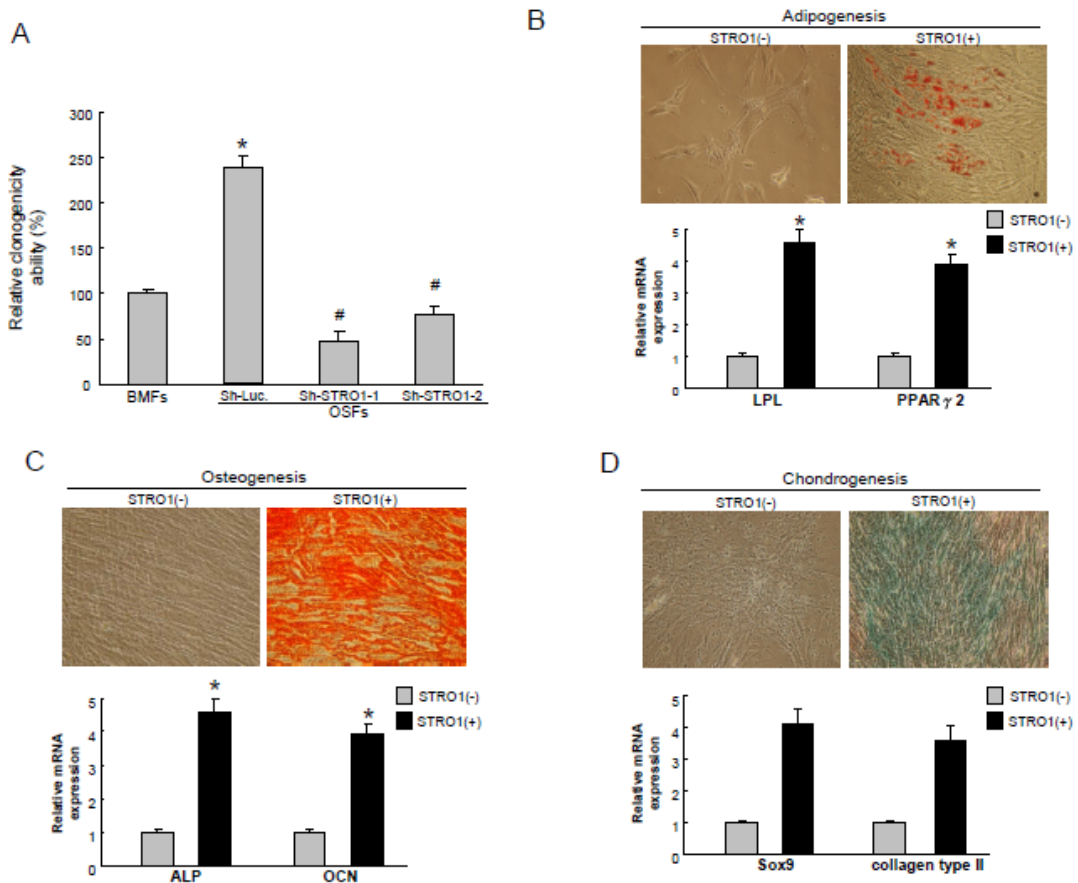 A
Relative clonogenicity
ability (%)
300
250
200
150
100
50
0
*
#
#
BMFs
Sh-Luc.
Sh-STRO1-1
Sh-STRO1-2
OSFs
B
Adipogenesis
STRO1(-)
STRO1(+)
Relative mRNA
expression
5
4
3
2
1
0
*
*
STRO1(-)
STRO1(+)
LPL
PPAR γ 2
C
Osteogenesis
STRO1(-)
STRO1(+)
Relative mRNA
expression
5
4
3
2
1
0
*
*
STRO1(-)
STRO1(+)
ALP
OCN
D
Chondrogenesis
STRO1(-)
STRO1(+)
Relative mRNA
expression
5
4
3
2
1
0
STRO1(-)
STRO1(+)
Sox9
collagen type II